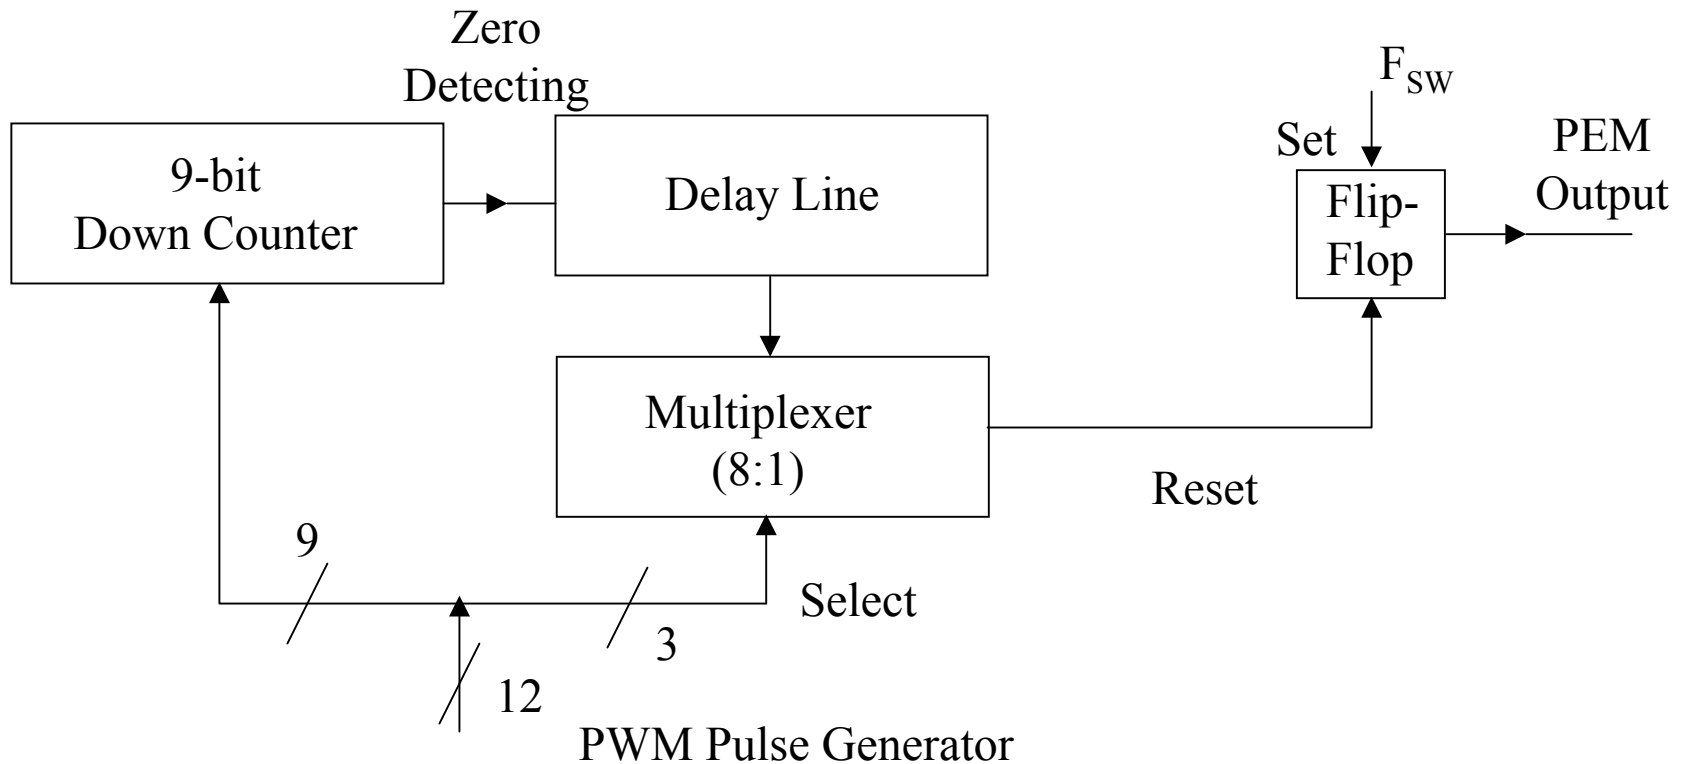 Zero
Detecting
9-bit
Down Counter
Delay Line
F_SW
Set
Flip-
Flop
PEM
Output
Multiplexer
(8:1)
Reset
9
3
Select
12
PWM Pulse Generator